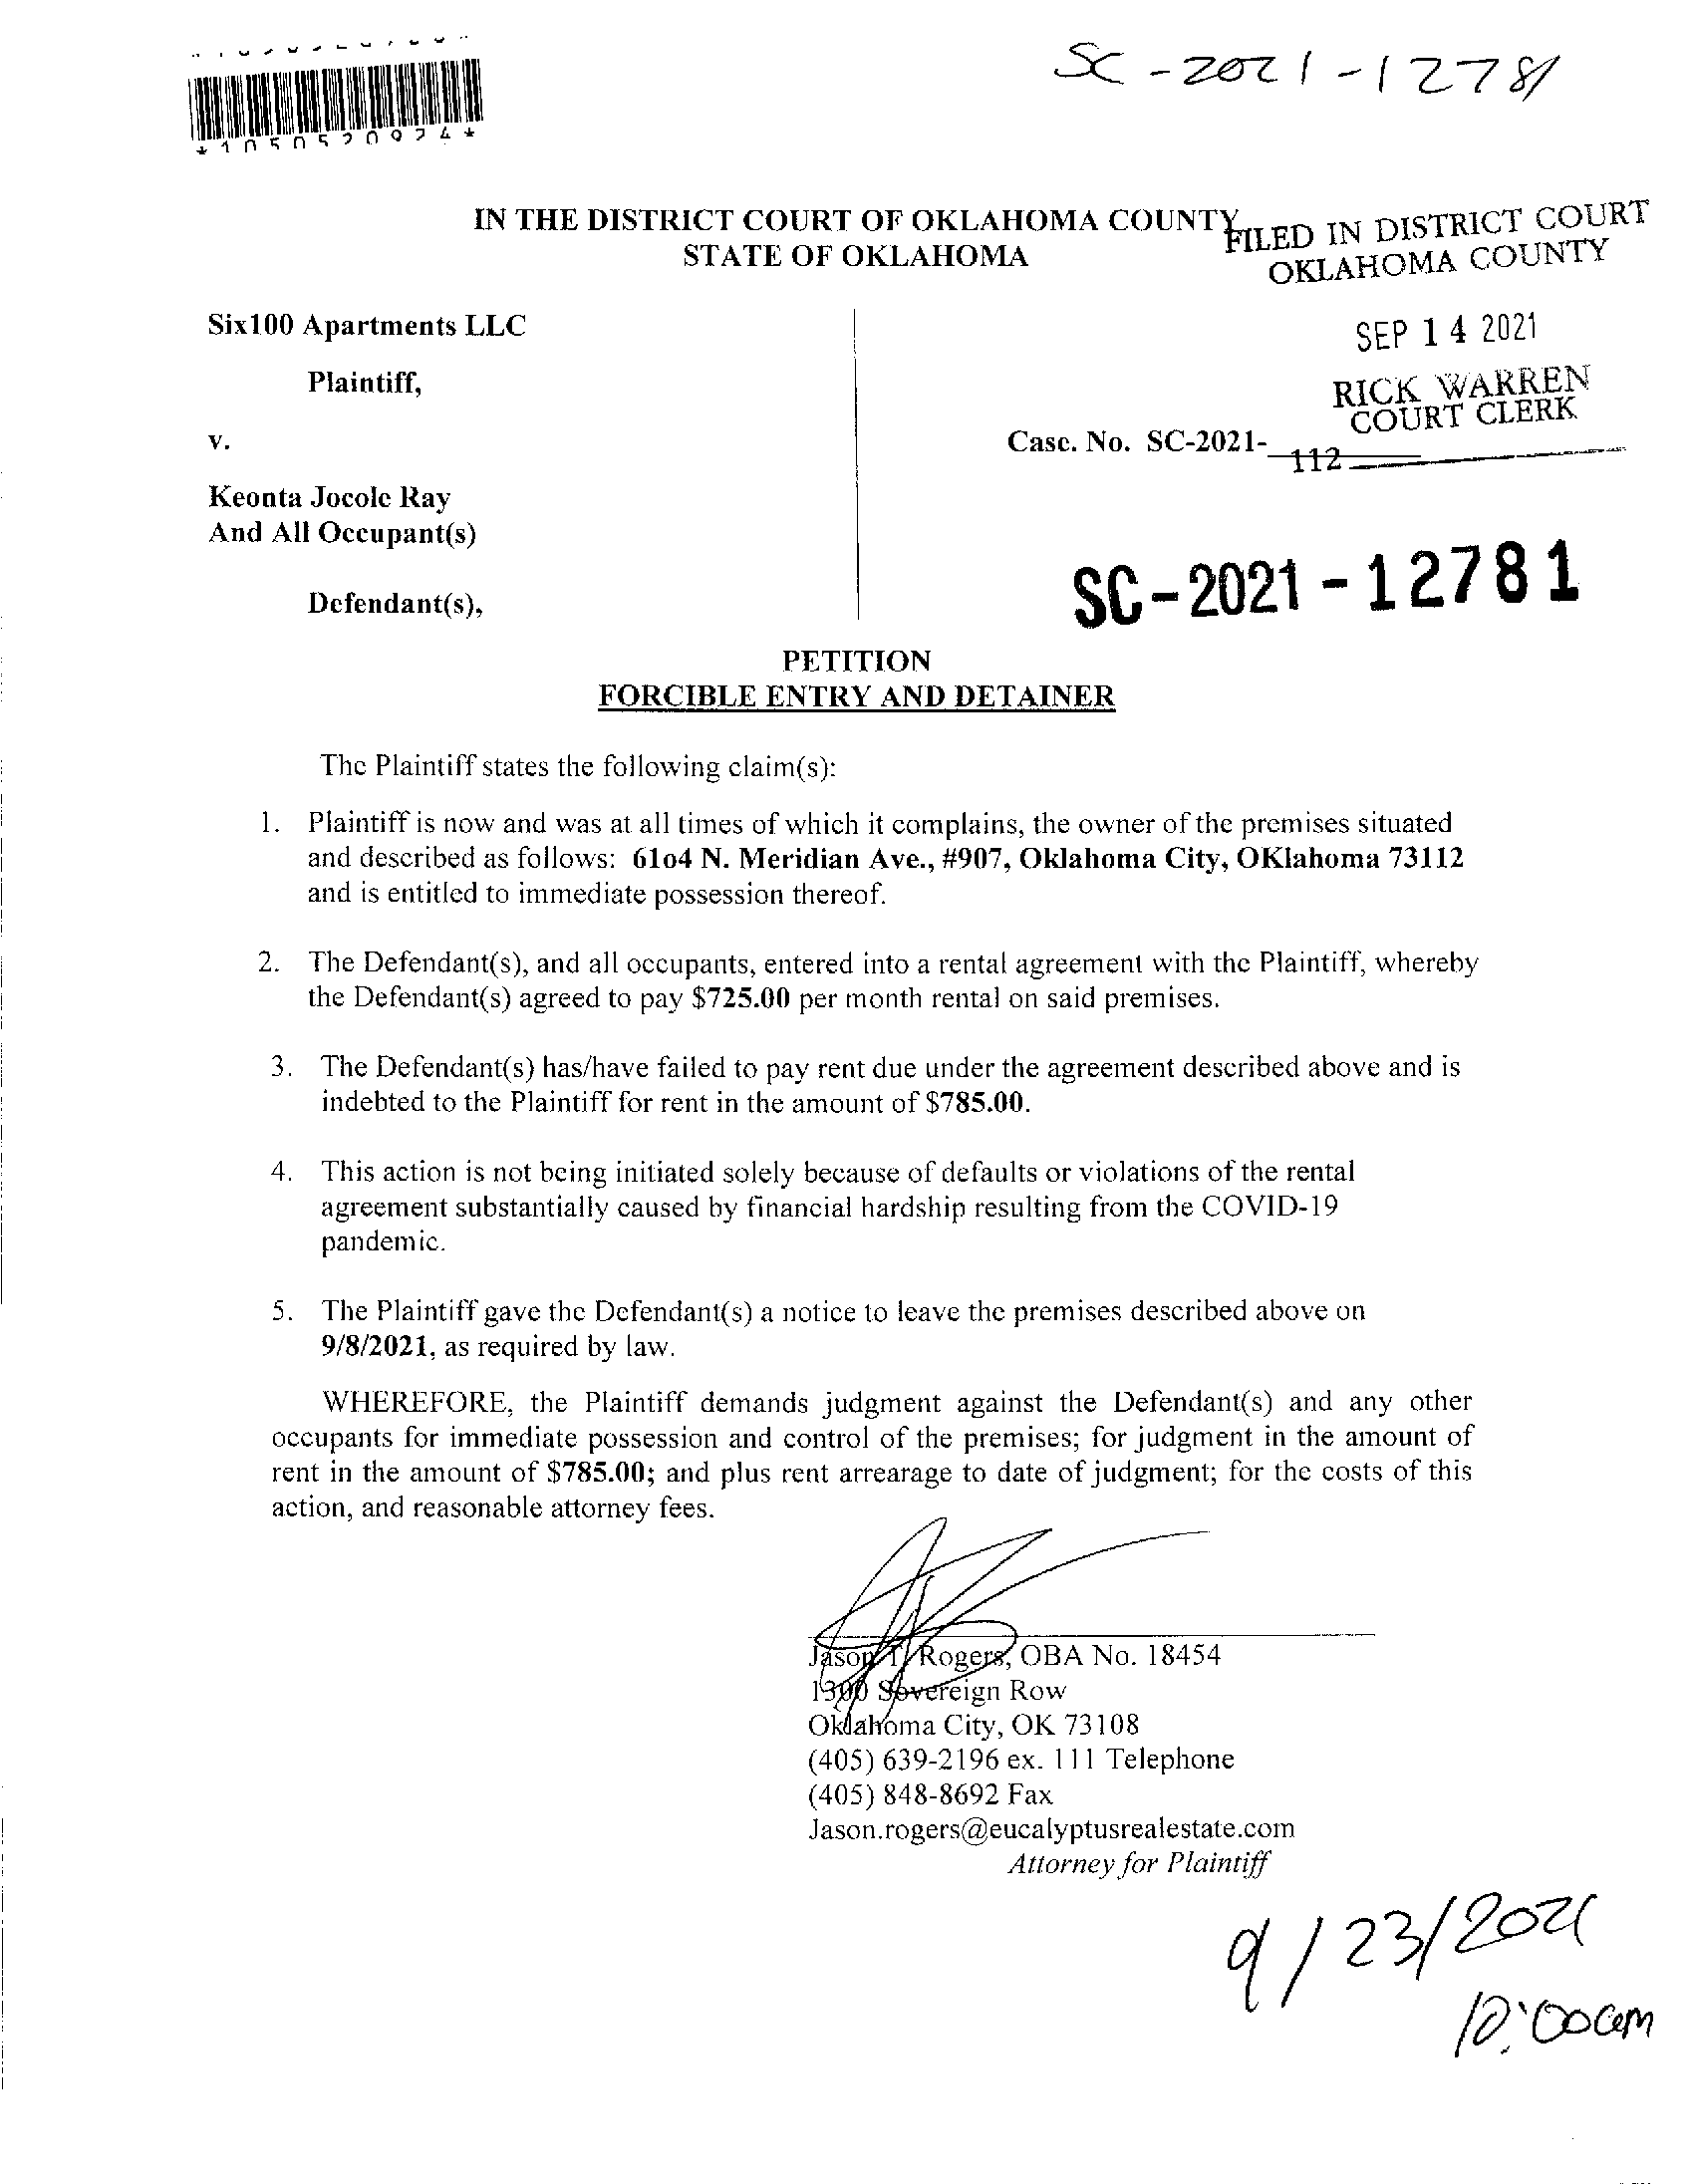 SC-2021-12781
*1050520924*
IN THE DISTRICT COURT OF OKLAHOMA COUNTY
STATE OF OKLAHOMA
FILED IN DISTRICT COURT
OKLAHOMA COUNTY
SEP 14 2021
RICK WARREN
COURT CLERK
112
Six100 Apartments LLC
Plaintiff,
v.
Case. No. SC-2021-
Keonta Jocole Ray
And All Occupant(s)
Defendant(s),
SC-2021-12781
PETITION
FORCIBLE ENTRY AND DETAINER
The Plaintiff states the following claim(s):
1. Plaintiff is now and was at all times of which it complains, the owner of the premises situated
and described as follows: 61o4 N. Meridian Ave., #907, Oklahoma City, OKlahoma 73112
and is entitled to immediate possession thereof.
2. The Defendant(s), and all occupants, entered into a rental agreement with the Plaintiff, whereby
the Defendant(s) agreed to pay $725.00 per month rental on said premises.
3. The Defendant(s) has/have failed to pay rent due under the agreement described above and is
indebted to the Plaintiff for rent in the amount of $785.00.
4. This action is not being initiated solely because of defaults or violations of the rental
agreement substantially caused by financial hardship resulting from the COVID-19
pandemic.
5. The Plaintiff gave the Defendant(s) a notice to leave the premises described above on
9/8/2021, as required by law.
WHEREFORE, the Plaintiff demands judgment against the Defendant(s) and any other
occupants for immediate possession and control of the premises; for judgment in the amount of
rent in the amount of $785.00; and plus rent arrearage to date of judgment; for the costs of this
action, and reasonable attorney fees.
Jason T. Rogers, OBA No. 18454
1300 Sovereign Row
Oklahoma City, OK 73108
(405) 639-2196 ex. 111 Telephone
(405) 848-8692 Fax
Jason.rogers@eucalyptusrealestate.com
Attorney for Plaintiff
9/23/2021
10:00am